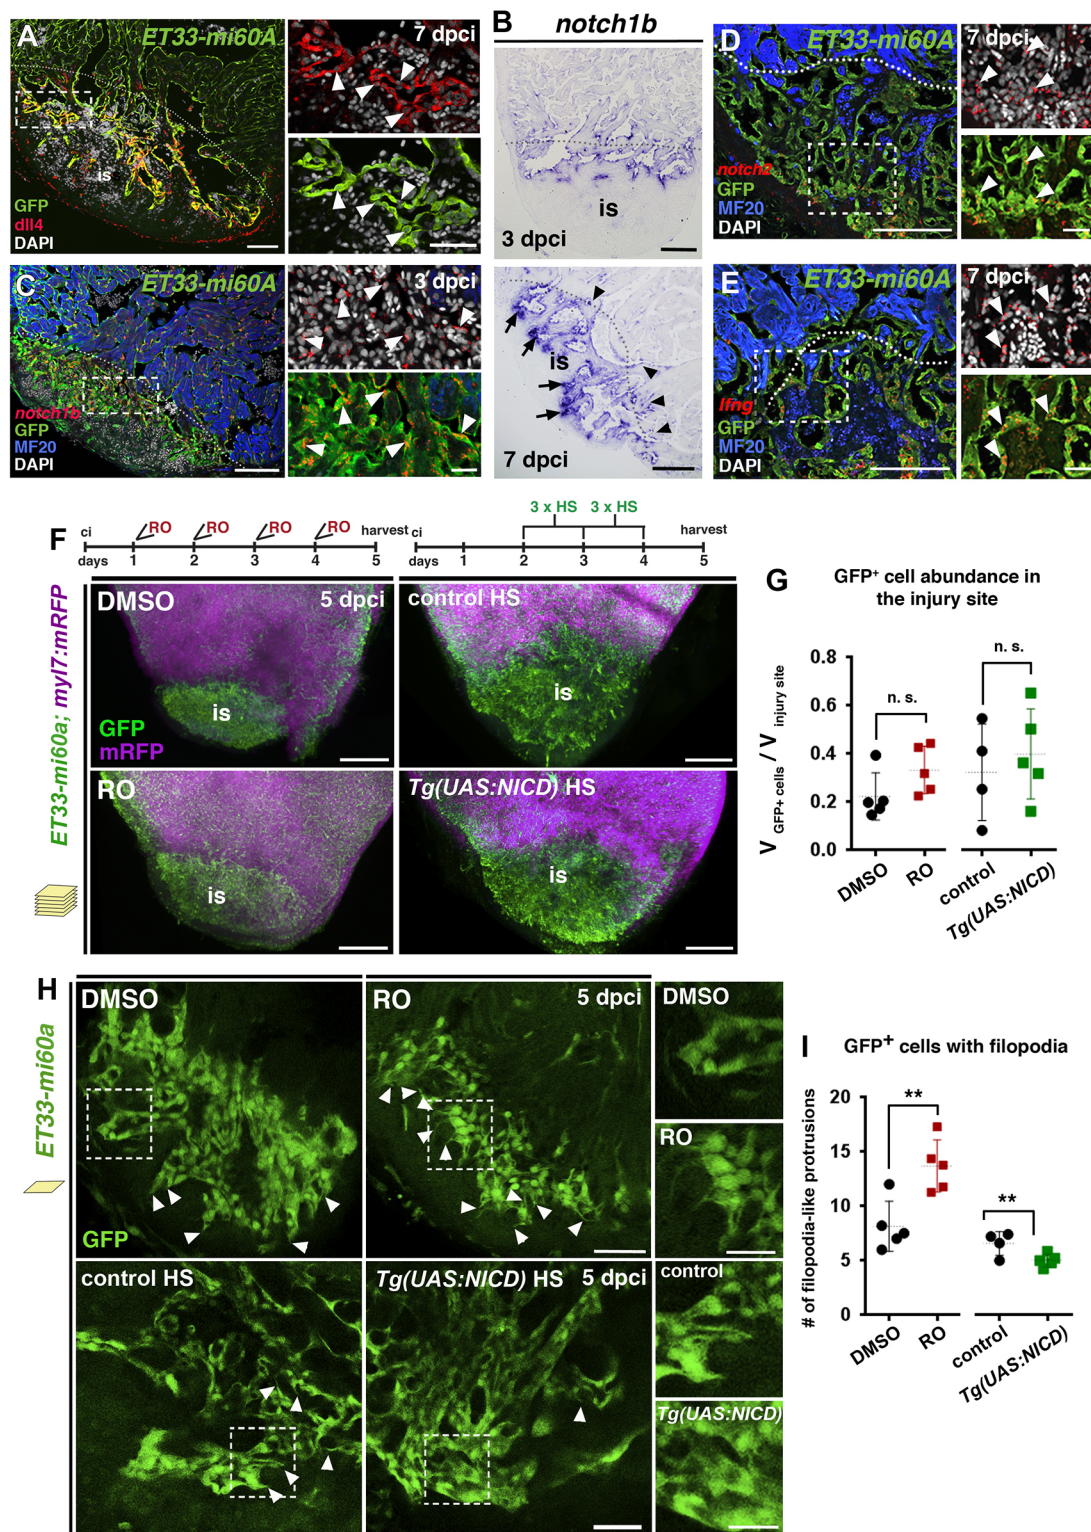 A
ET33-mi60A
is
GFP
dll4
DAPI
7 dpci
B
notch1b
is
3 dpci
is
7 dpci
C
ET33-mi60A
notch1b
GFP
MF20
DAPI
3 dpci
D
ET33-mi60A
notch2
GFP
MF20
DAPI
7 dpci
E
ET33-mi60A
lfng
GFP
MF20
DAPI
7 dpci
F
ci
RO
RO
RO
RO
harvest
days
1
2
3
4
5
ci
3 x HS
3 x HS
harvest
days
1
2
3
4
5
ET33-mi60a; myl7:mRFP
DMSO
5 dpci
is
GFP
mRFP
control HS
is
RO
is
Tg(UAS:NICD) HS
is
G
GFP+ cell abundance in
the injury site
V GFP+ cells / V injury site
0.8
0.6
0.4
0.2
0.0
n. s.
n. s.
DMSO
RO
control
Tg(UAS:NICD)
H
ET33-mi60a
DMSO
GFP
RO
5 dpci
DMSO
RO
control HS
Tg(UAS:NICD) HS
5 dpci
control
Tg(UAS:NICD)
I
GFP+ cells with filopodia
# of filopodia-like protrusions
20
15
10
5
0
**
**
DMSO
RO
control
Tg(UAS:NICD)